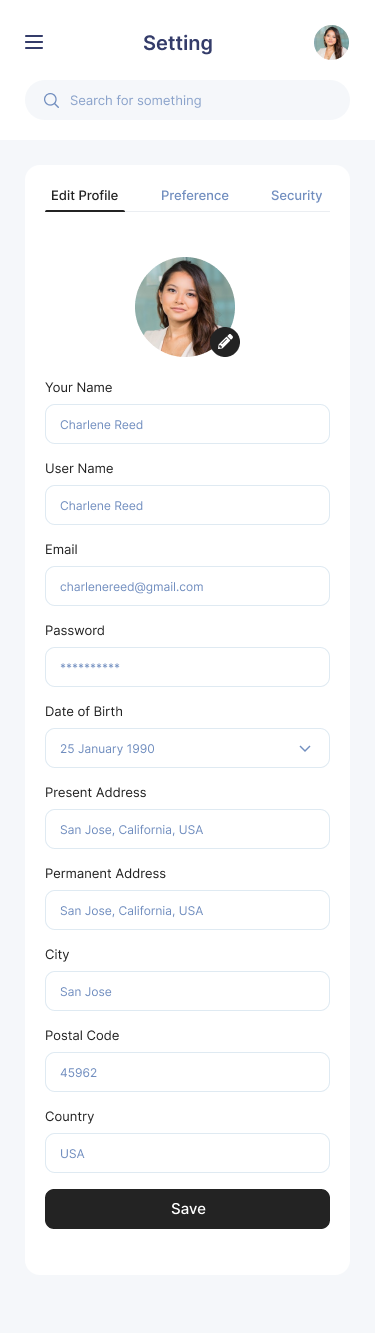 Setting
Search for something
Edit Profile
Preference
Security
Your Name
Charlene Reed
User Name
Charlene Reed
Email
charlenereed@gmail.com
Password
**********
Date of Birth
25 January 1990
Present Address
San Jose, California, USA
Permanent Address
San Jose, California, USA
City
San Jose
Postal Code
45962
Country
USA
Save